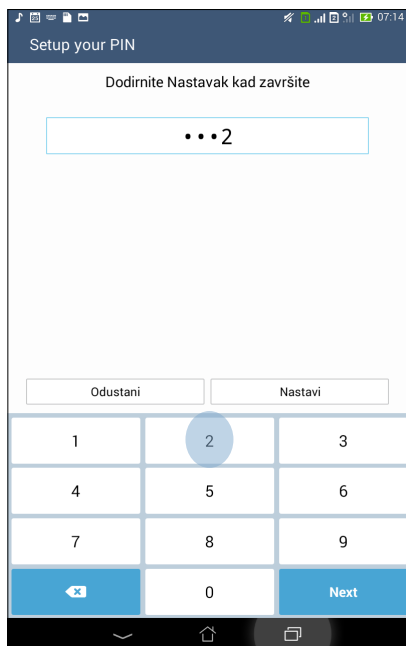 07:14
Setup your PIN
Dodirnite Nastavak kad završite
•••2
Odustani Nastavi
1 2 3
4 5 6
7 8 9
0 Next